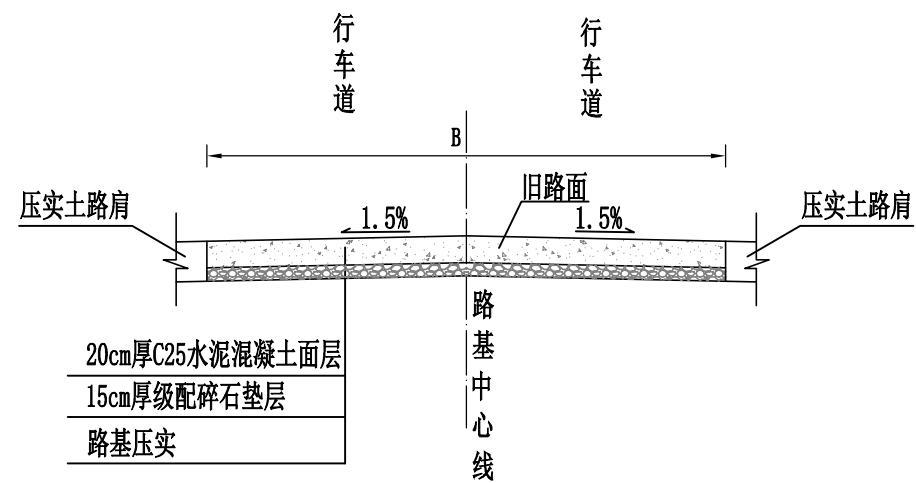 行车道
行车道
B
旧路面
压实土路肩
1.5%
1.5%
压实土路肩
20cm厚C25水泥混凝土面层
15cm厚级配碎石垫层
路基压实
路基中心线